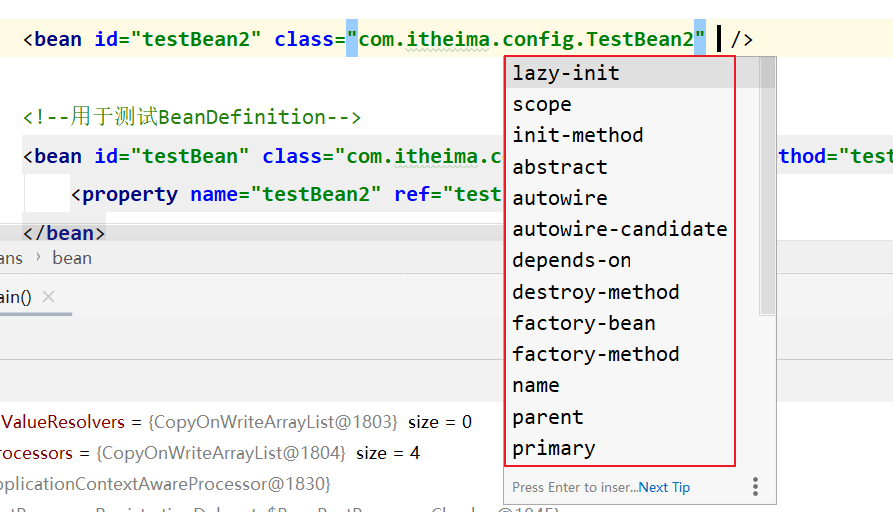 <bean id="testBean2" class="com.itheima.config.TestBean2" />
lazy-init
scope
init-method
abstract
autowire
autowire-candidate
depends-on
destroy-method
factory-bean
factory-method
name
parent
primary
Press Enter to inser...Next Tip
<!--用于测试BeanDefinition-->
<bean id="testBean" class="com.itheima.c thod="test
<property name="testBean2" ref="test
</bean>
ans › bean
ain() ×
ValueResolvers = {CopyOnWriteArrayList@1803} size = 0
rocessors = {CopyOnWriteArrayList@1804} size = 4
pplicationContextAwareProcessor@1830}